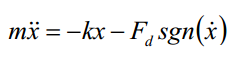 mẍ = −kx − F_d sgn(ẋ)